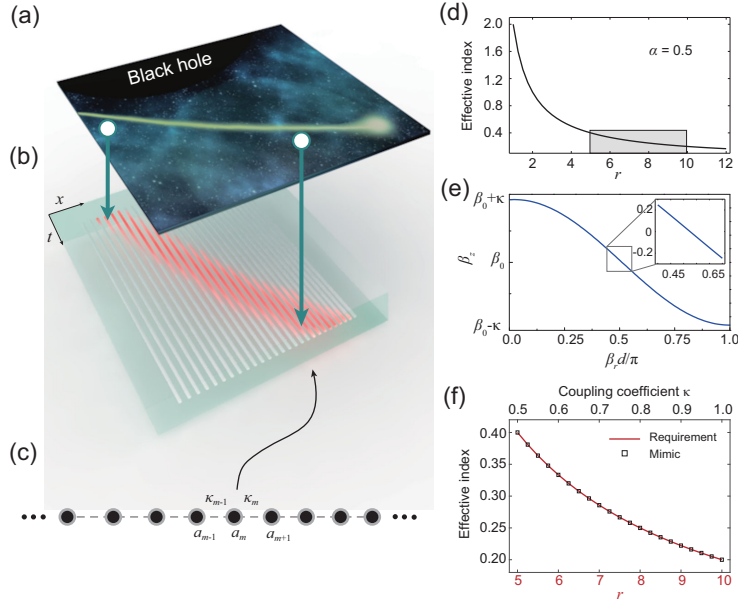 (a)
Black hole
(b)
x
t
(c)
κm-1 κm
am-1 am am+1
(d)
Effective index
2.0
1.6
1.2
0.8
0.4
α = 0.5
2 4 6 8 10 12
r
(e)
βz
β0+κ
β0
β0-κ
0.2
0
-0.2
0.45 0.65
0.0 0.25 0.5 0.75 1.0
βrd/π
(f)
Coupling coefficient κ
0.5 0.6 0.7 0.8 0.9 1.0
Effective index
0.40
0.35
0.30
0.25
0.20
Requirement
Mimic
5 6 7 8 9 10
r